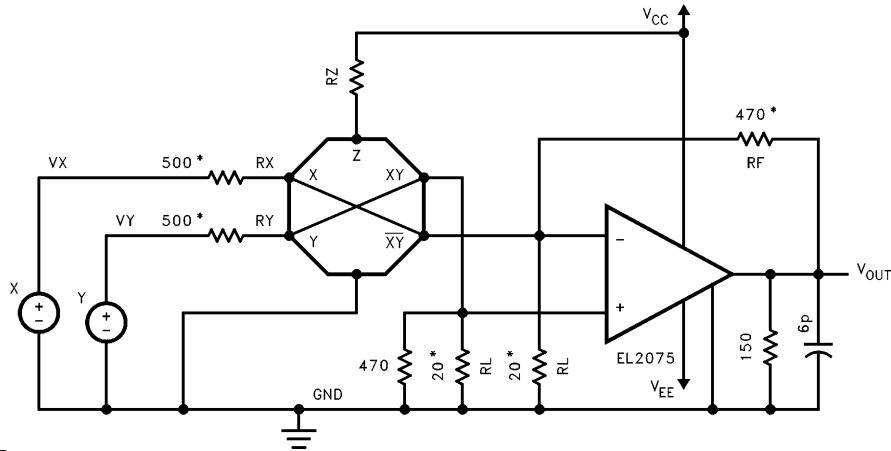 VCC
RZ
470*
RF
Z
VX
500*
RX
X
XY
VY
500*
RY
Y
X̅Y̅
X
+
-
Y
+
-
-
+
EL2075
VOUT
470
20*
RL
20*
RL
VEE
150
6p
GND